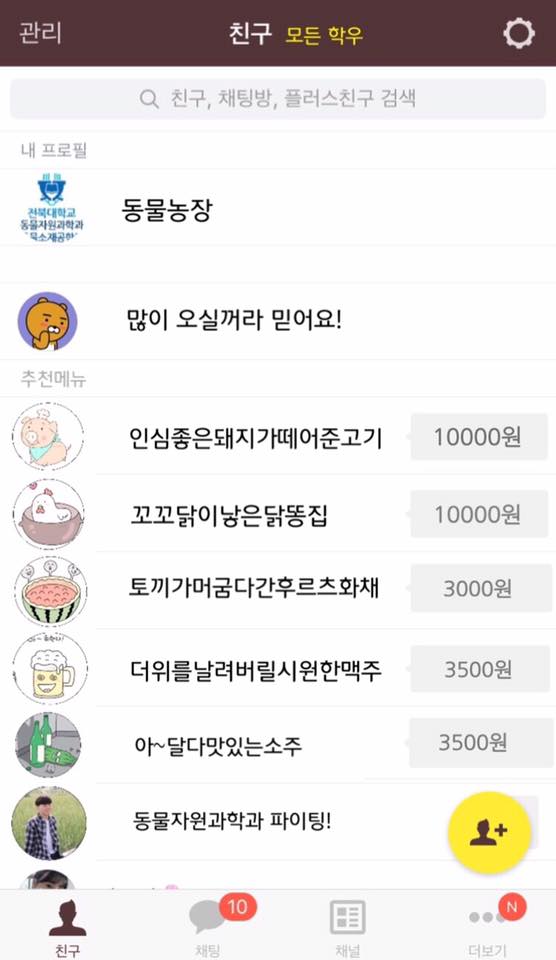 관리
친구 모든 학우
친구, 채팅방, 플러스친구 검색
내 프로필
전북대학교
동물자원과학과
동물농장
많이 오실꺼라 믿어요!
추천메뉴
인심좋은돼지가떼어준고기 10000원
꼬꼬닭이낳은닭똥집 10000원
토끼가머굼다간후르츠화채 3000원
더위를날려버릴시원한맥주 3500원
아~달다맛있는소주 3500원
동물자원과학과 파이팅!
10
N
친구 채팅 채널 더보기